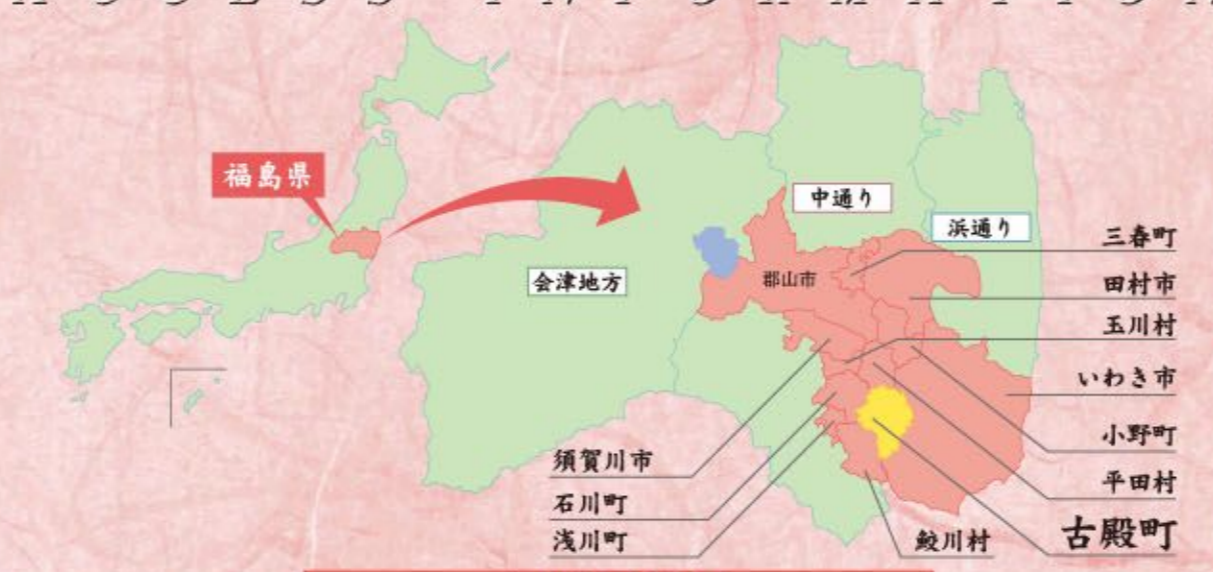 福島県
中通り
浜通り
会津地方
郡山市
三春町
田村市
玉川村
いわき市
小野町
平田村
古殿町
須賀川市
石川町
浅川町
鮫川村